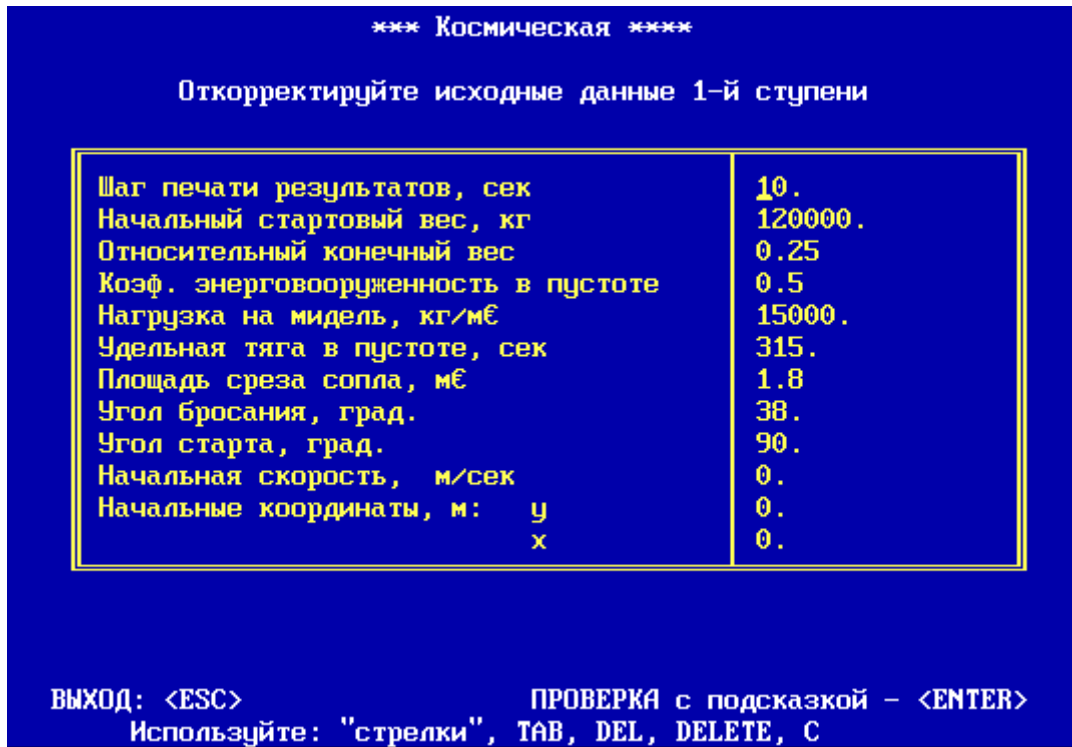 *** Космическая ****
Откорректируйте исходные данные 1-й ступени
Шаг печати результатов, сек 10.
Начальный стартовый вес, кг 120000.
Относительный конечный вес 0.25
Коэф. энерговооруженность в пустоте 0.5
Нагрузка на мидель, кг/м€ 15000.
Удельная тяга в пустоте, сек 315.
Площадь среза сопла, м€ 1.8
Угол бросания, град. 38.
Угол старта, град. 90.
Начальная скорость, м/сек 0.
Начальные координаты, м: y 0.
x 0.
ВЫХОД: <ESC> ПРОВЕРКА с подсказкой - <ENTER>
Используйте: "стрелки", TAB, DEL, DELETE, С